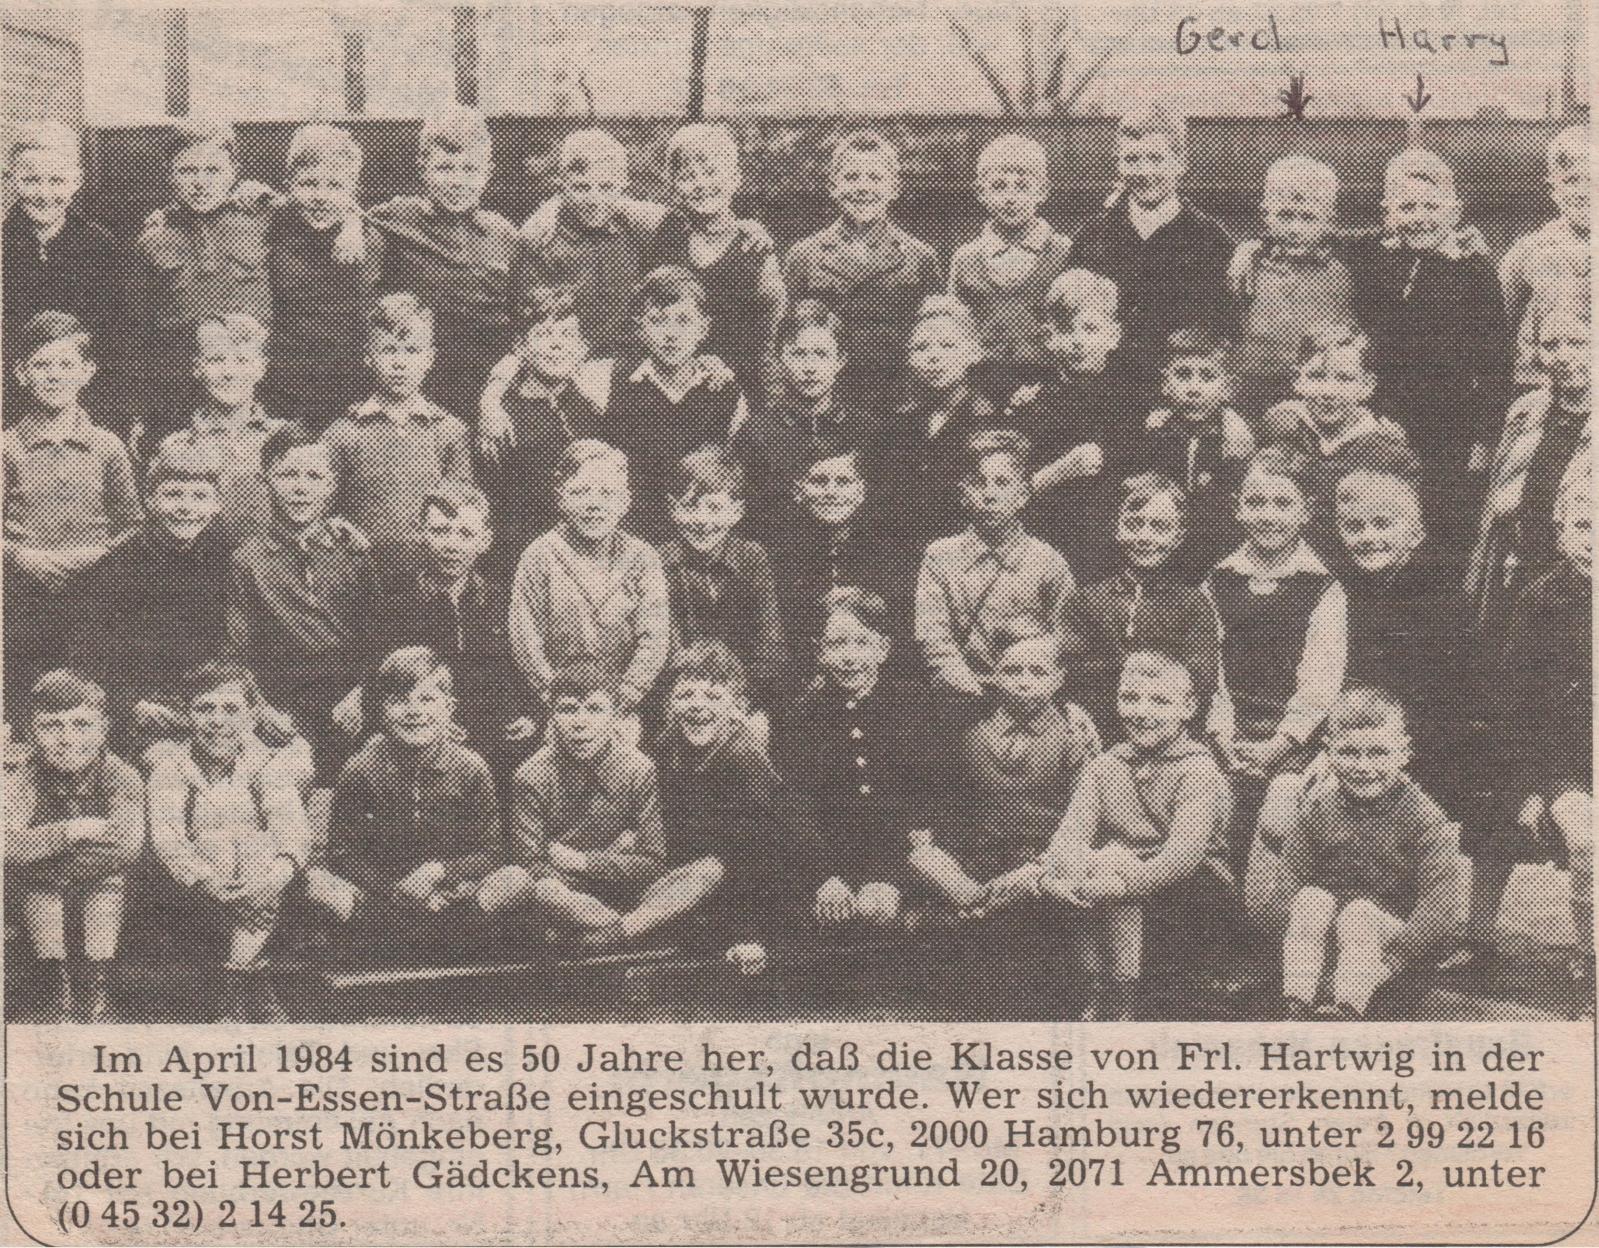 Gerd Harry
Im April 1984 sind es 50 Jahre her, daß die Klasse von Frl. Hartwig in der
Schule Von-Essen-Straße eingeschult wurde. Wer sich wiedererkennt, melde
sich bei Horst Mönkeberg, Gluckstraße 35c, 2000 Hamburg 76, unter 2 99 22 16
oder bei Herbert Gädckens, Am Wiesengrund 20, 2071 Ammersbek 2, unter
(0 45 32) 2 14 25.